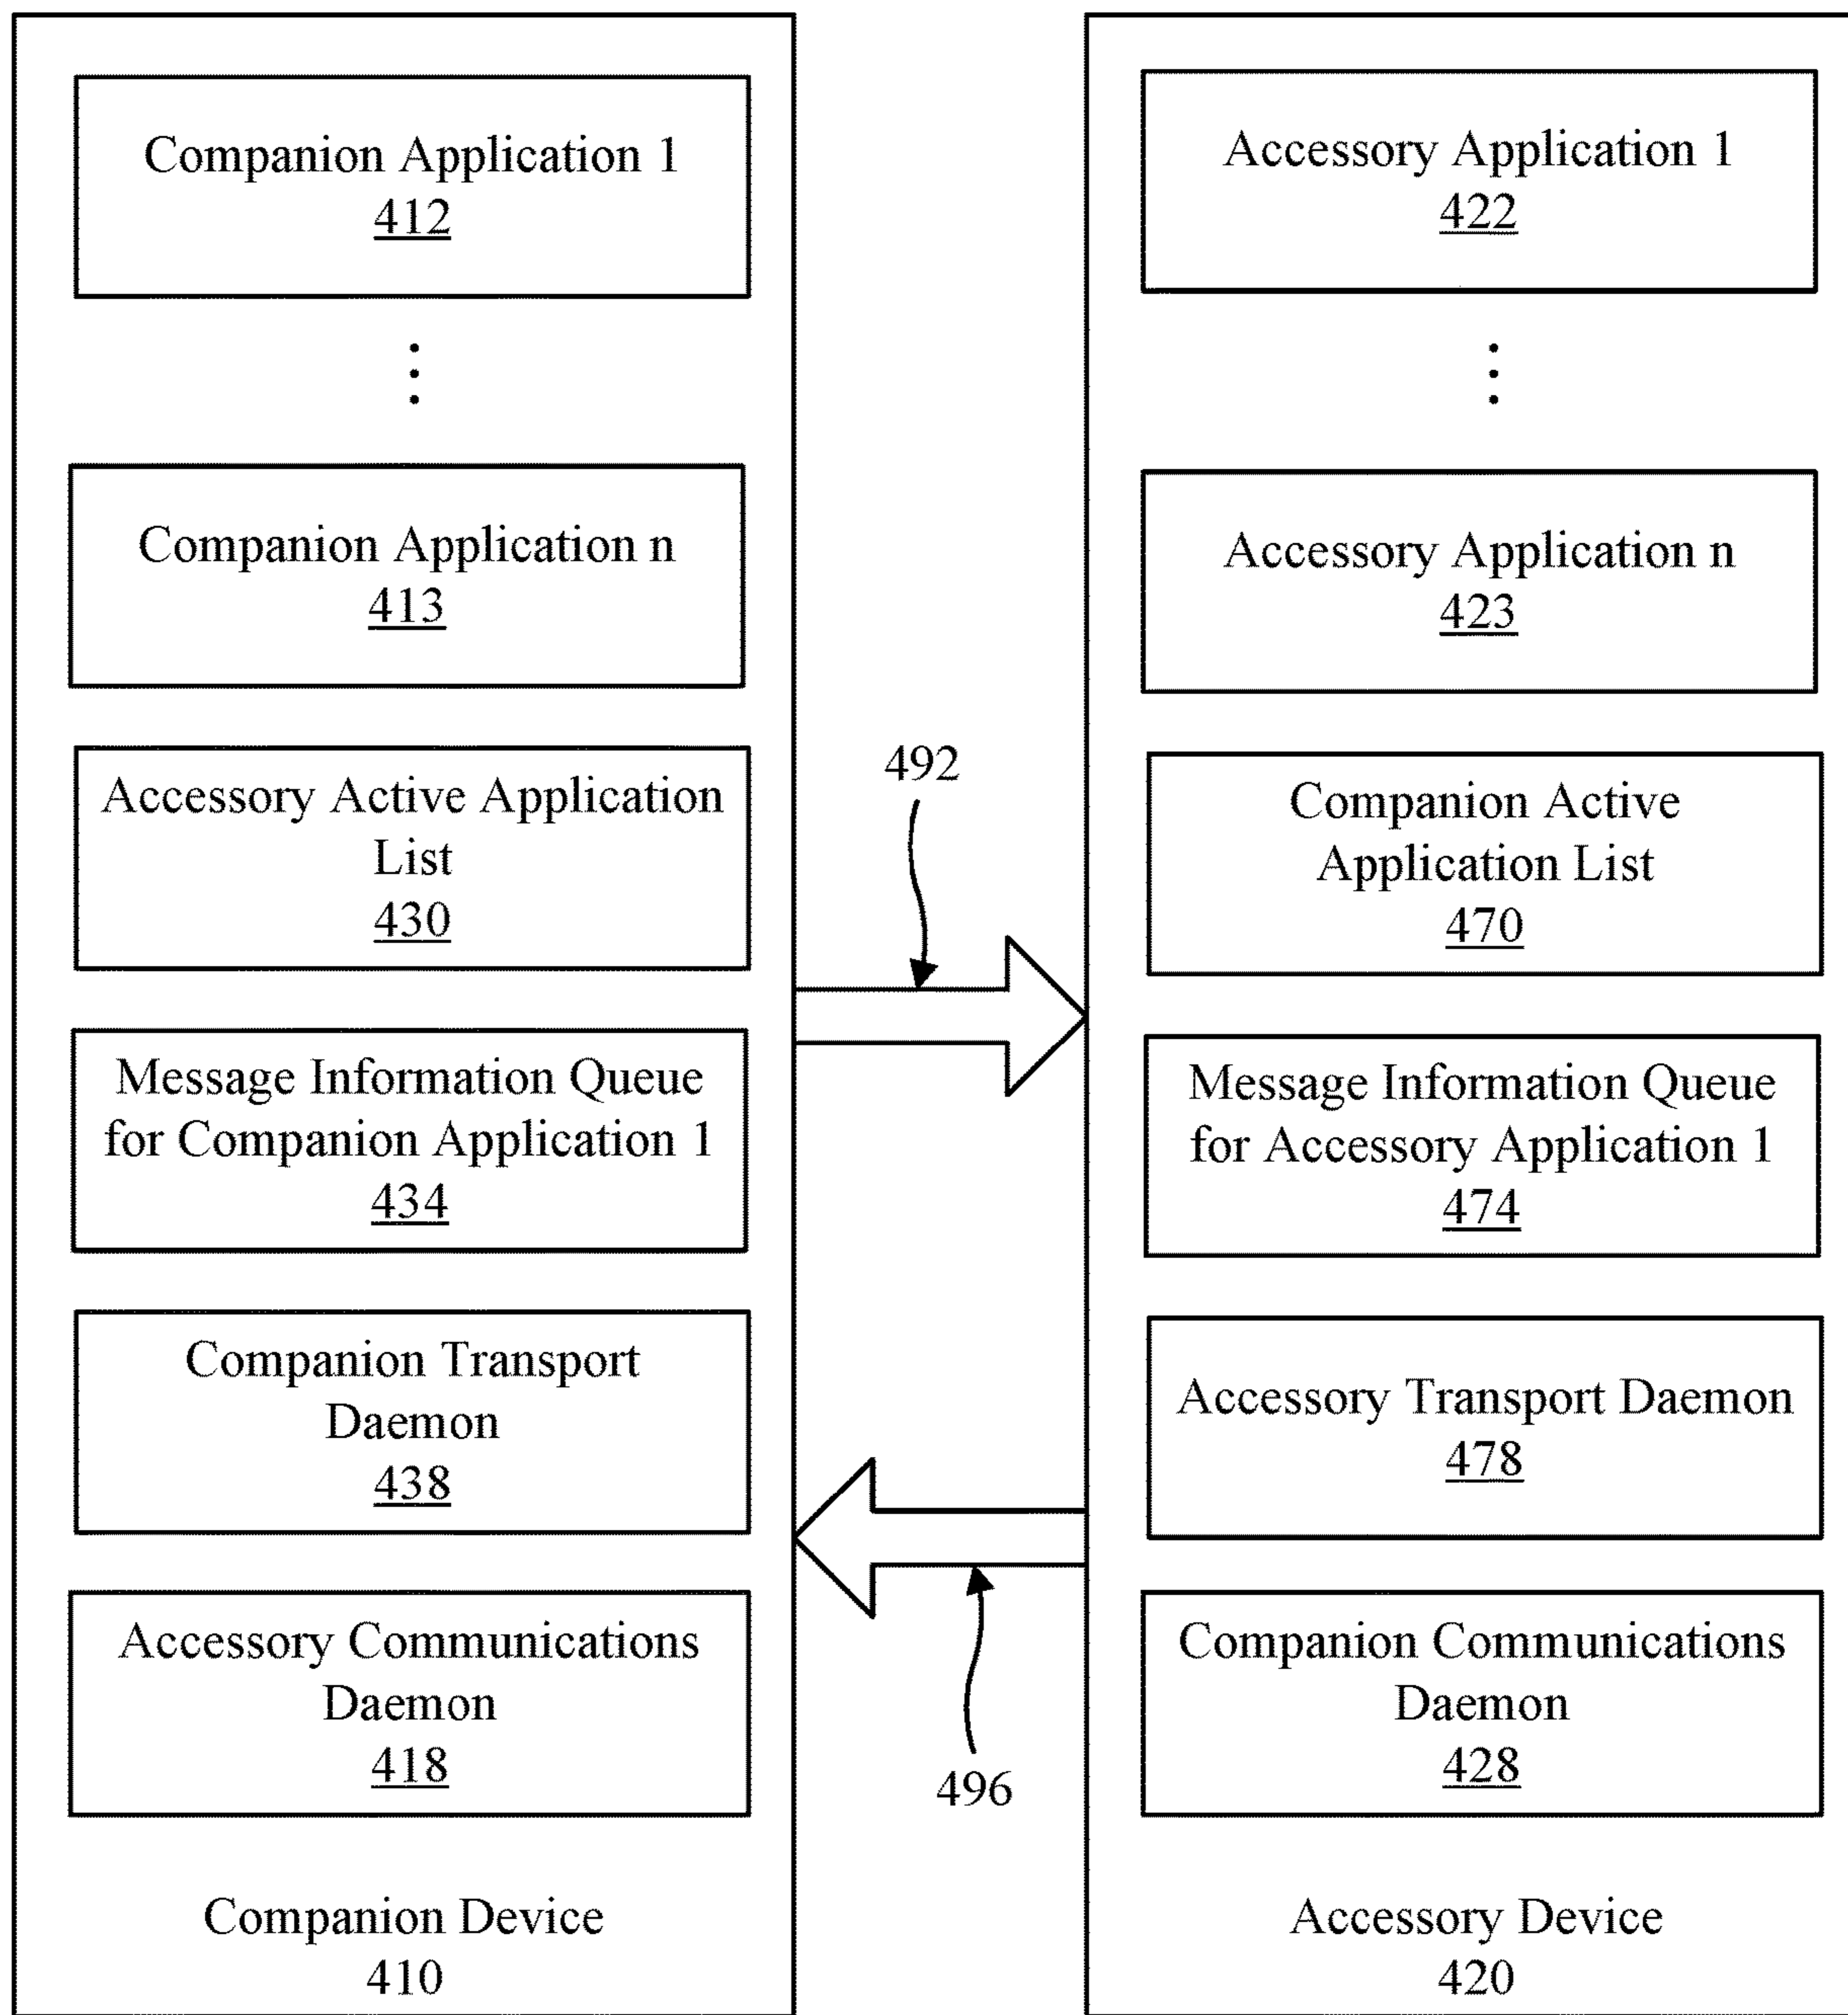 Companion Application 1
412
Companion Application n
413
Accessory Active Application
List
430
Message Information Queue
for Companion Application 1
434
Companion Transport
Daemon
438
Accessory Communications
Daemon
418
Companion Device
410
492
496
Accessory Application 1
422
Accessory Application n
423
Companion Active
Application List
470
Message Information Queue
for Accessory Application 1
474
Accessory Transport Daemon
478
Companion Communications
Daemon
428
Accessory Device
420